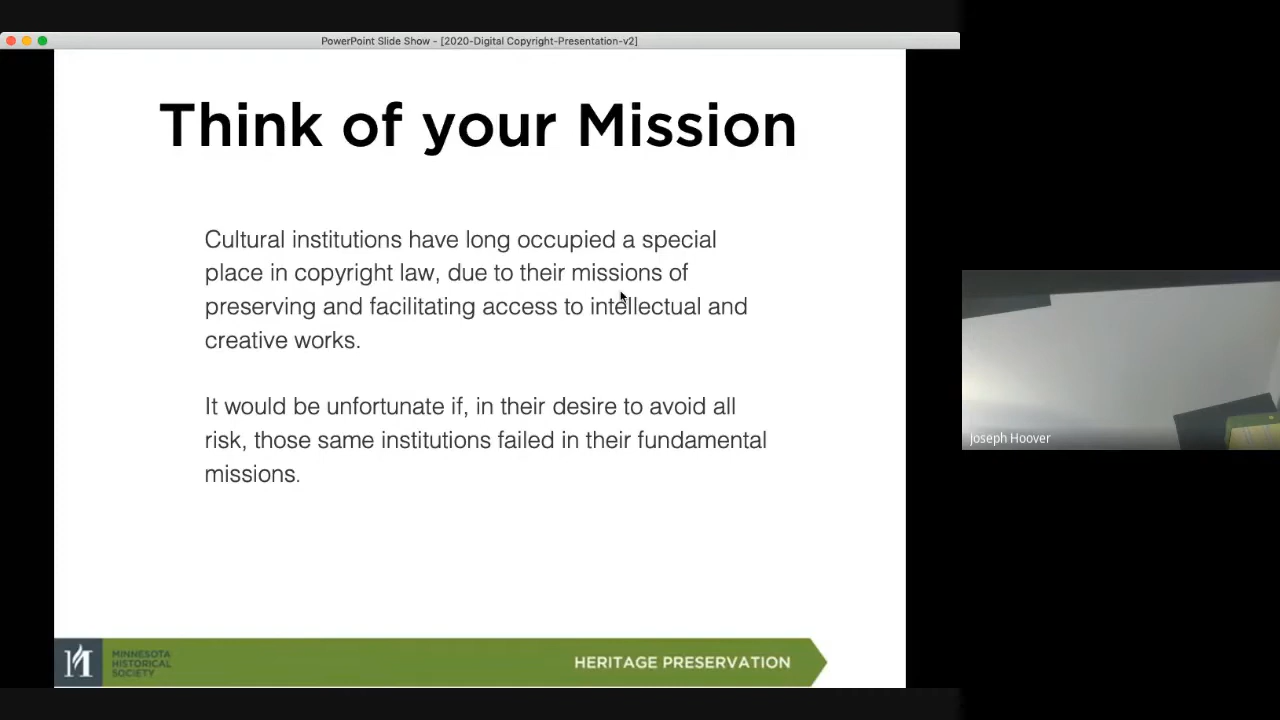 PowerPoint Slide Show - [2020-Digital Copyright-Presentation-v2]
Think of your Mission
Cultural institutions have long occupied a special
place in copyright law, due to their missions of
preserving and facilitating access to intellectual and
creative works.
It would be unfortunate if, in their desire to avoid all
risk, those same institutions failed in their fundamental
missions.
Joseph Hoover
MINNESOTA
HISTORICAL
SOCIETY
HERITAGE PRESERVATION